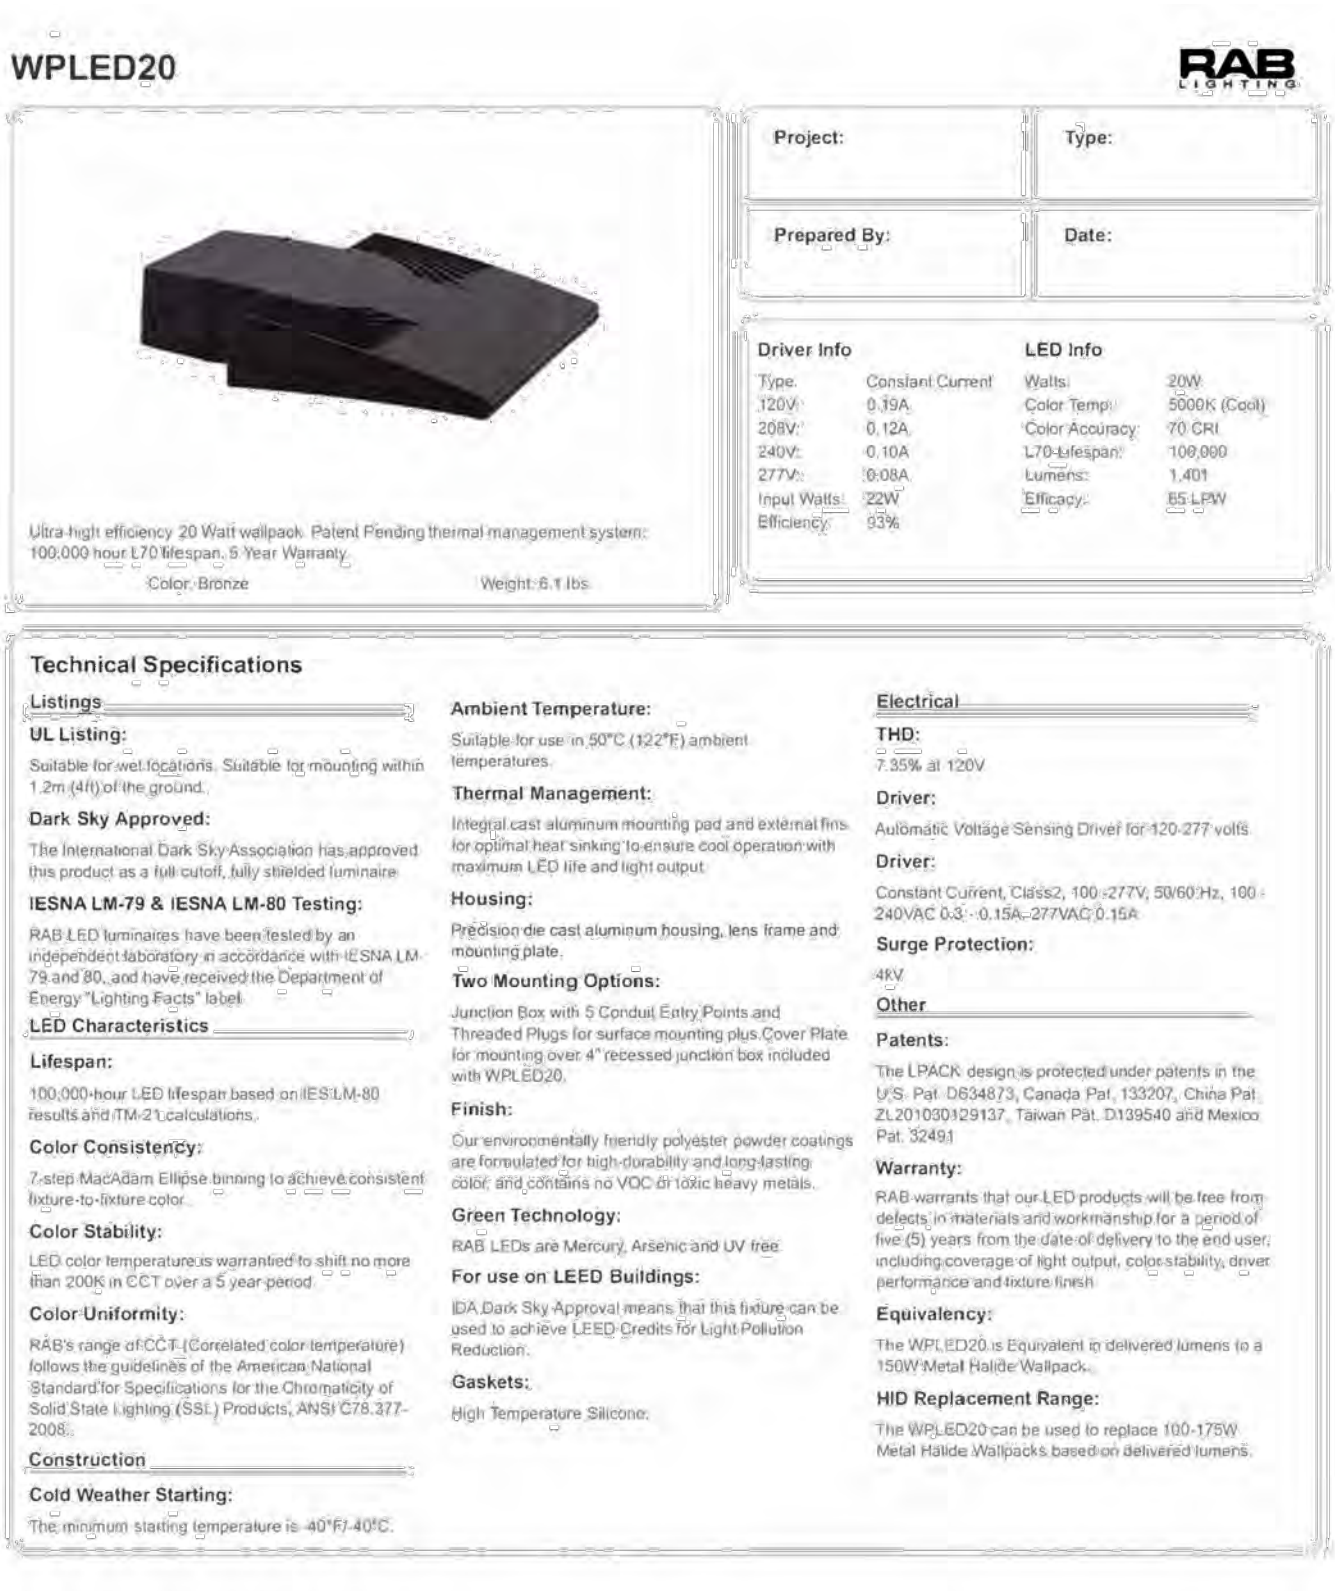 WPLED20
RAB
LIGHTING
Project:
Type:
Prepared By:
Date:
Ultra-high efficiency 20 Watt wallpack. Patent Pending thermal management system.
100,000 hour L70 lifespan. 5 Year Warranty.
Color: Bronze
Weight: 6.1 lbs
Driver Info
Type: Constant Current
120V: 0.19A
208V: 0.12A
240V: 0.10A
277V: 0.08A
Input Watts: 22W
Efficiency: 93%
LED Info
Watts: 20W
Color Temp: 5000K (Cool)
Color Accuracy: 70 CRI
L70 Lifespan: 100,000
Lumens: 1,401
Efficacy: 65 LPW
Technical Specifications
Listings
UL Listing:
Suitable for wet locations. Suitable for mounting within
1.2m (4ft) of the ground.
Dark Sky Approved:
The International Dark Sky Association has approved
this product as a full cutoff, fully shielded luminaire
IESNA LM-79 & IESNA LM-80 Testing:
RAB LED luminaires have been tested by an
independent laboratory in accordance with IESNA LM-
79 and 80, and have received the Department of
Energy "Lighting Facts" label
LED Characteristics
Lifespan:
100,000-hour LED lifespan based on IES LM-80
results and TM-21 calculations.
Color Consistency:
7-step MacAdam Ellipse binning to achieve consistent
fixture-to-fixture color
Color Stability:
LED color temperature is warrantied to shift no more
than 200K in CCT over a 5 year period
Color Uniformity:
RAB's range of CCT (Correlated color temperature)
follows the guidelines of the American National
Standard for Specifications for the Chromaticity of
Solid State Lighting (SSL) Products, ANSI C78.377-
2008.
Construction
Cold Weather Starting:
The minimum starting temperature is -40°F/-40°C.
Ambient Temperature:
Suitable for use in 50°C (122°F) ambient
temperatures.
Thermal Management:
Integral cast aluminum mounting pad and external fins
for optimal heat sinking to ensure cool operation with
maximum LED life and light output
Housing:
Precision die cast aluminum housing, lens frame and
mounting plate.
Two Mounting Options:
Junction Box with 5 Conduit Entry Points and
Threaded Plugs for surface mounting plus Cover Plate
for mounting over 4" recessed junction box included
with WPLED20.
Finish:
Our environmentally friendly polyester powder coatings
are formulated for high-durability and long-lasting
color, and contains no VOC or toxic heavy metals.
Green Technology:
RAB LEDs are Mercury, Arsenic and UV free
For use on LEED Buildings:
IDA Dark Sky Approval means that this fixture can be
used to achieve LEED Credits for Light Pollution
Reduction.
Gaskets:
High Temperature Silicone.
Electrical
THD:
7.35% at 120V
Driver:
Automatic Voltage Sensing Driver for 120-277 volts
Driver:
Constant Current, Class2, 100 -277V, 50/60 Hz, 100 -
240VAC 0.3 - 0.15A, 277VAC 0.15A
Surge Protection:
4kV
Other
Patents:
The LPACK design is protected under patents in the
U.S. Pat. D634873, Canada Pat. 133207, China Pat.
ZL201030129137, Taiwan Pat. D139540 and Mexico
Pat. 32491
Warranty:
RAB warrants that our LED products will be free from
defects in materials and workmanship for a period of
five (5) years from the date of delivery to the end user,
including coverage of light output, color stability, driver
performance and fixture finish
Equivalency:
The WPLED20 is Equivalent in delivered lumens to a
150W Metal Halide Wallpack.
HID Replacement Range:
The WPLED20 can be used to replace 100-175W
Metal Halide Wallpacks based on delivered lumens.